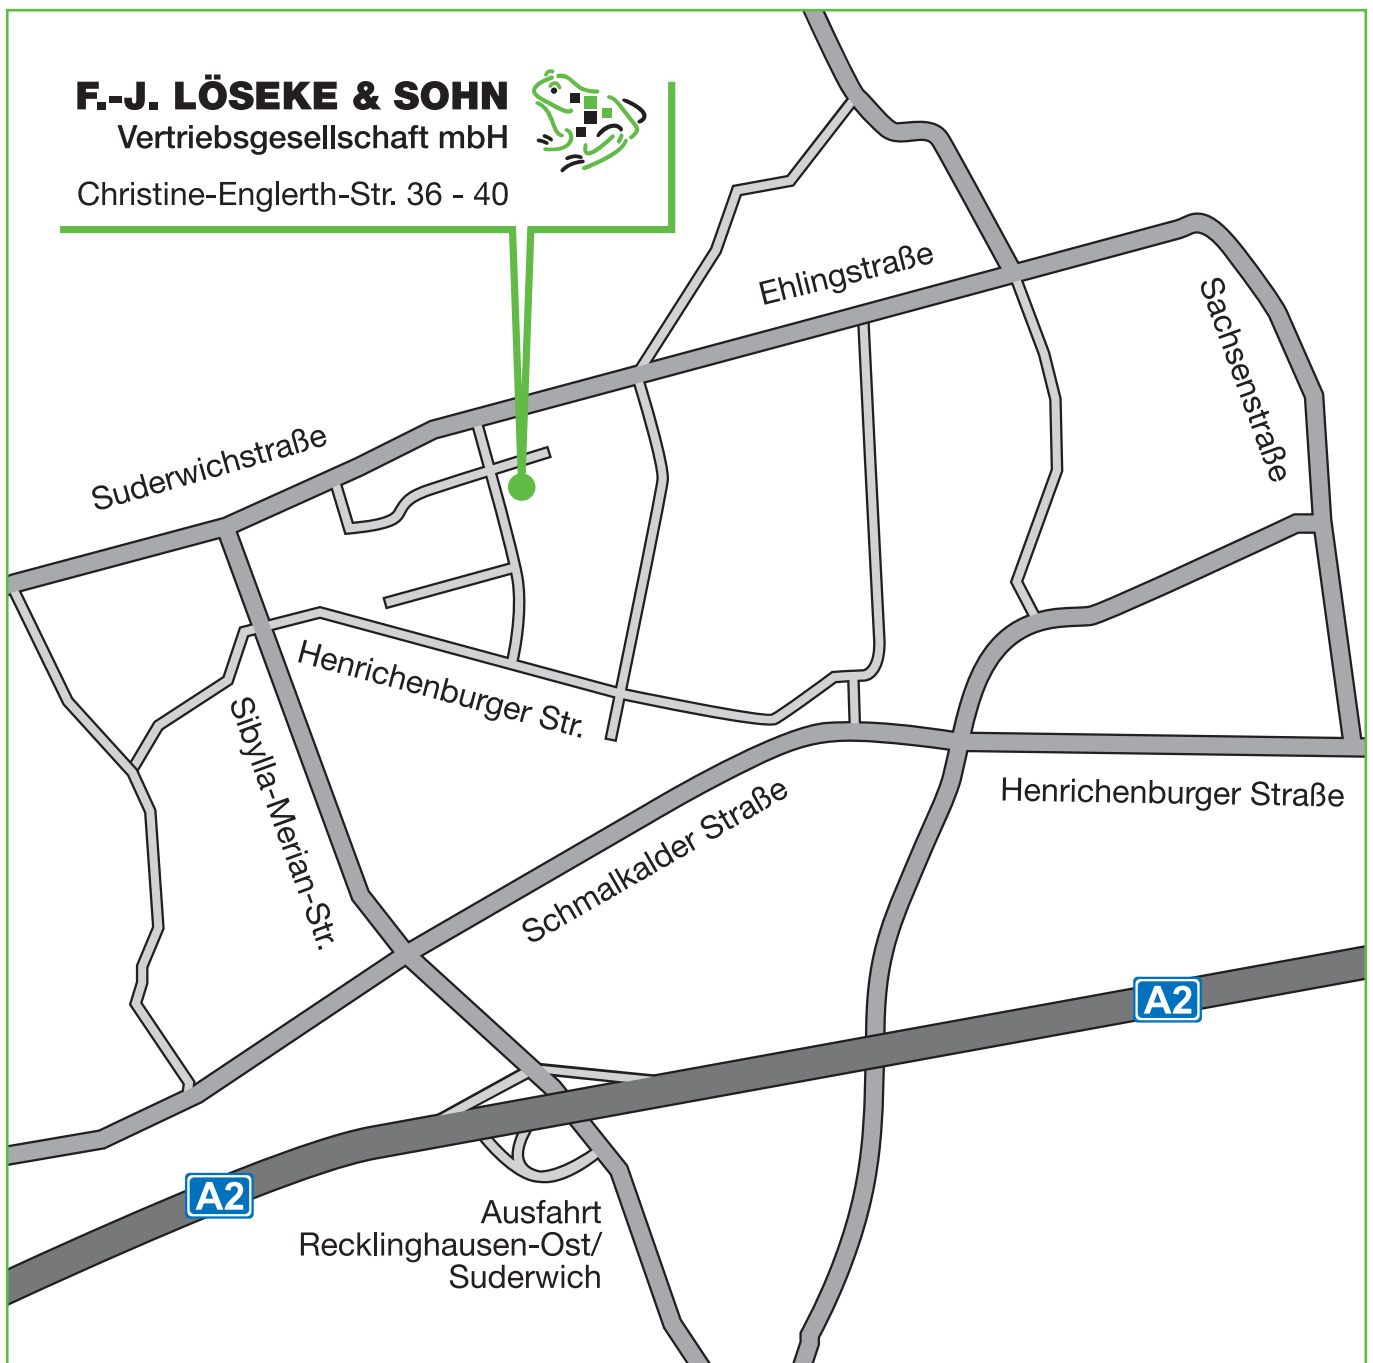 F.-J. LÖSEKE & SOHN
Vertriebsgesellschaft mbH
Christine-Englerth-Str. 36 - 40
Ehlingstraße
Sachsenstraße
Suderwichstraße
Henrichenburger Str.
Sibylla-Merian-Str.
Henrichenburger Straße
Schmalkalder Straße
A2
A2
Ausfahrt
Recklinghausen-Ost/
Suderwich